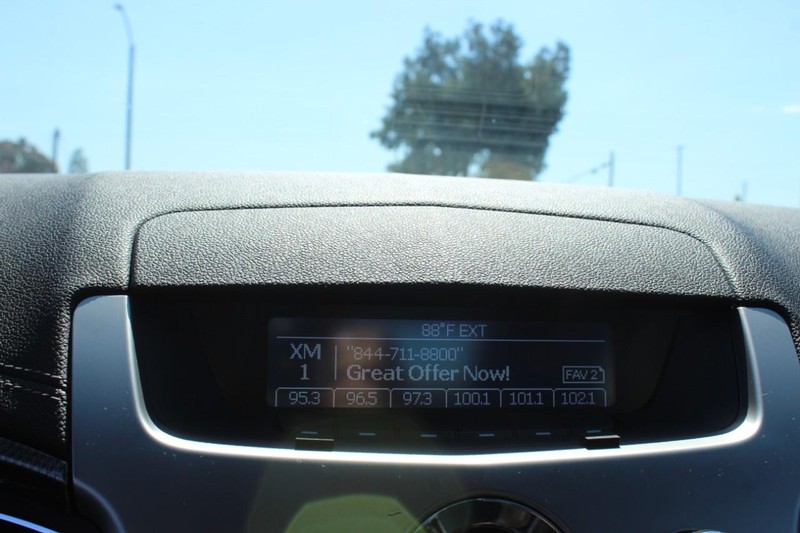 88°F EXT
XM "844-711-8800"
1 Great Offer Now! FAV 2
95.3 96.5 97.3 100.1 101.1 102.1